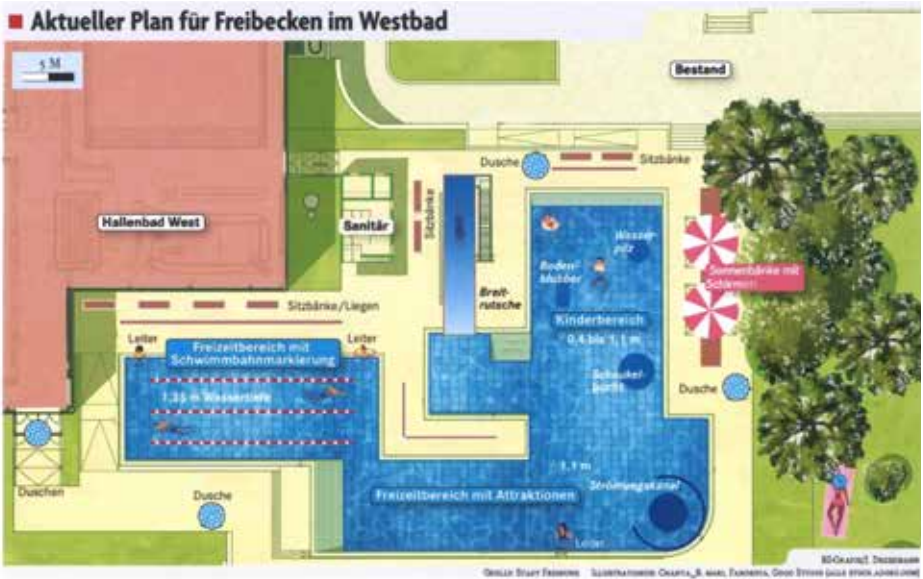 Aktueller Plan für Freibecken im Westbad
5 M
Bestand
Dusche
Sitzbänke
Hallenbad West
Sanitär
Sitzbänke
Wasser-
pilz
Boden-
blubber
Sonnenbänke mit
Schirmen
Sitzbänke/Liegen
Breit-
rutsche
Kinderbereich
0,4 bis 1,1 m
Leiter
Leiter
Freizeitbereich mit
Schwimmbahnmarkierung
Schaukel-
bucht
Dusche
1,35 m Wassertiefe
1,1 m
Duschen
Dusche
Freizeitbereich mit Attraktionen
Strömungskanal
Leiter